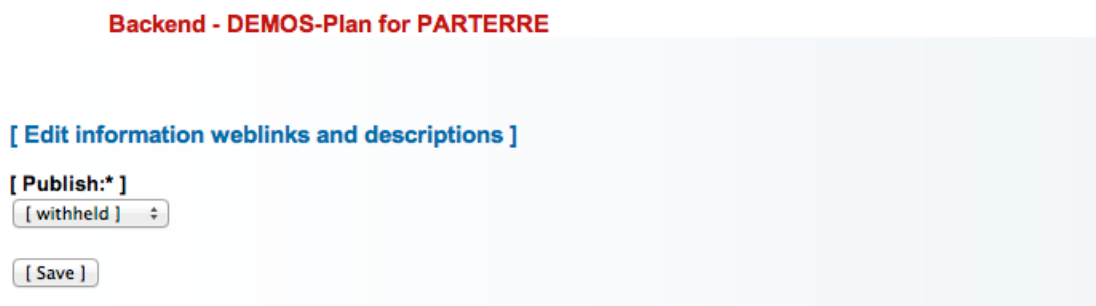 Backend - DEMOS-Plan for PARTERRE
[ Edit information weblinks and descriptions ]
[ Publish:* ]
[ withheld ]
[ Save ]